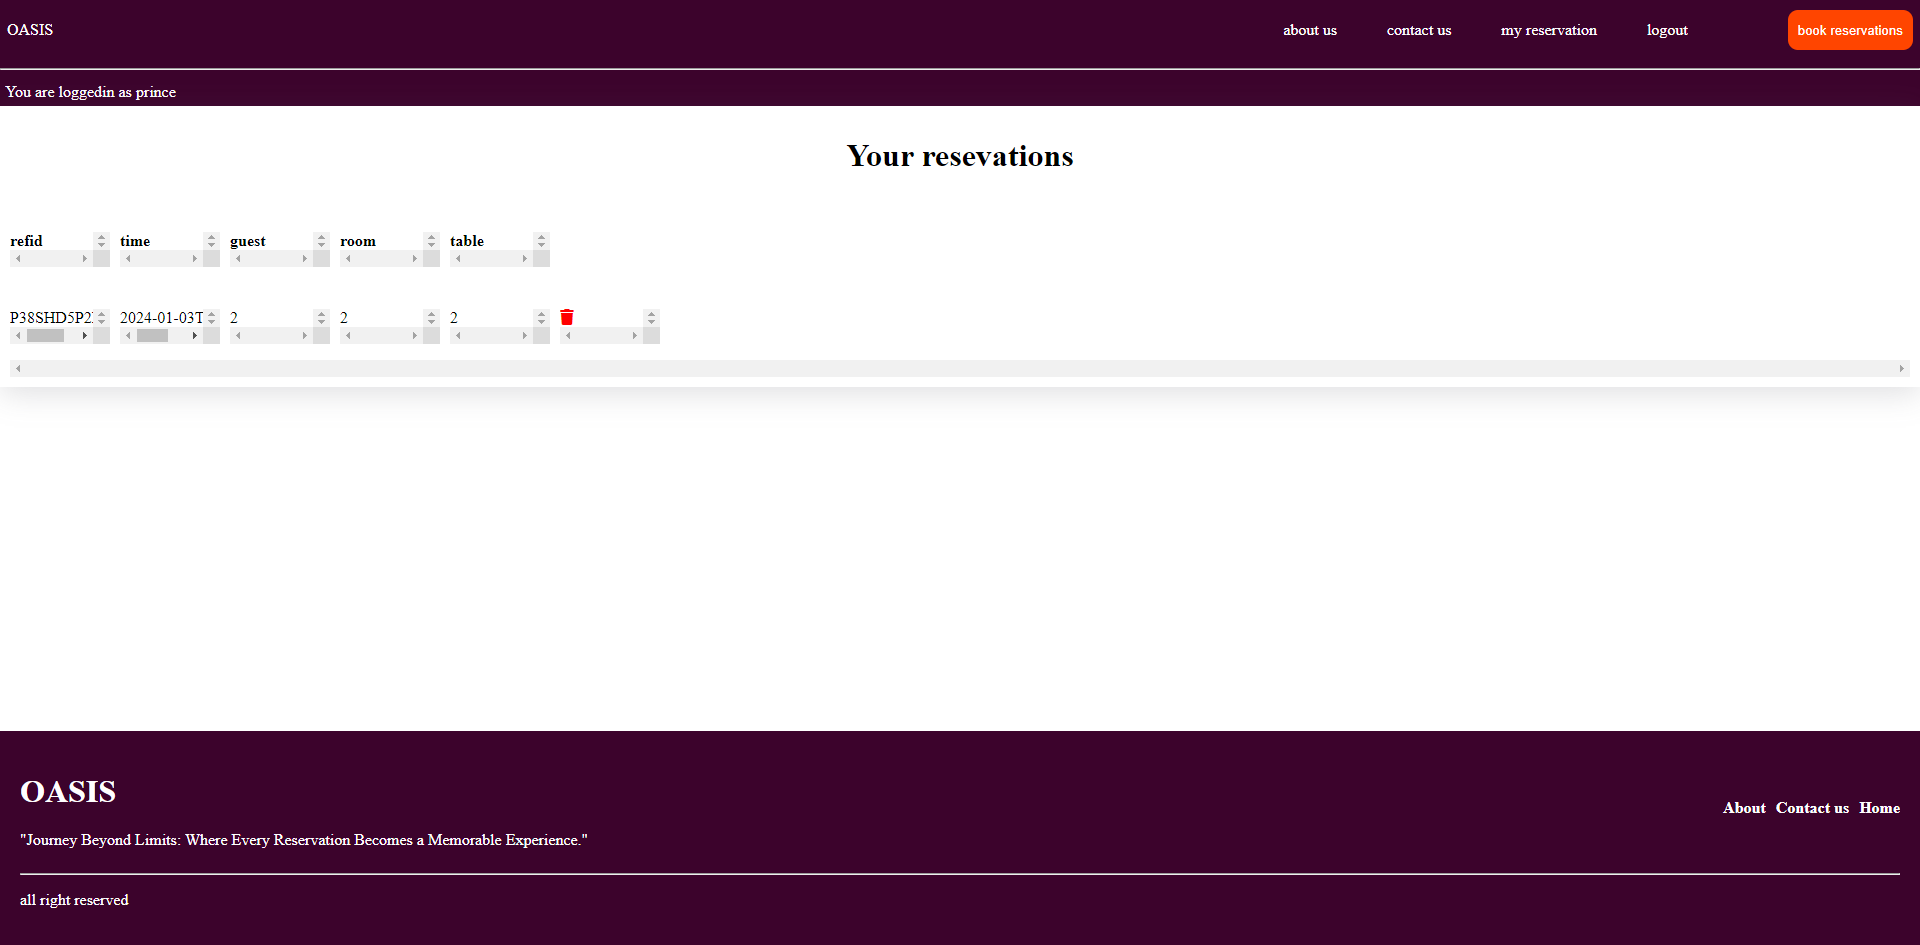 OASIS about us contact us my reservation logout book reservations
You are loggedin as prince
Your resevations
refid time guest room table
P38SHD5P2 2024-01-03T 2 2 2
OASIS
About Contact us Home
"Journey Beyond Limits: Where Every Reservation Becomes a Memorable Experience."
all right reserved